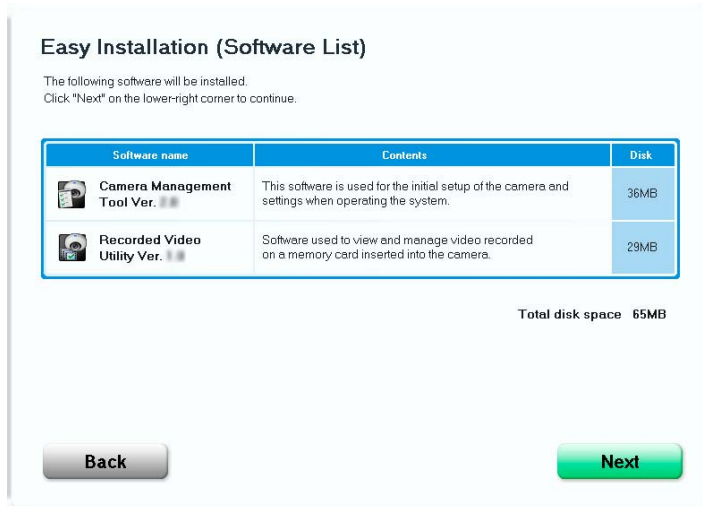 Easy Installation (Software List)
The following software will be installed.
Click "Next" on the lower-right corner to continue.
Software name Contents Disk
Camera Management Tool Ver.
This software is used for the initial setup of the camera and
settings when operating the system.
36MB
Recorded Video Utility Ver.
Software used to view and manage video recorded
on a memory card inserted into the camera.
29MB
Total disk space 65MB
Back Next